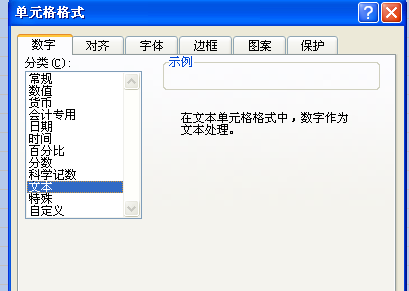 单元格格式
数字 对齐 字体 边框 图案 保护
分类(C):
常规
数值
货币
会计专用
日期
时间
百分比
分数
科学记数
文本
特殊
自定义
示例
在文本单元格格式中，数字作为
文本处理。